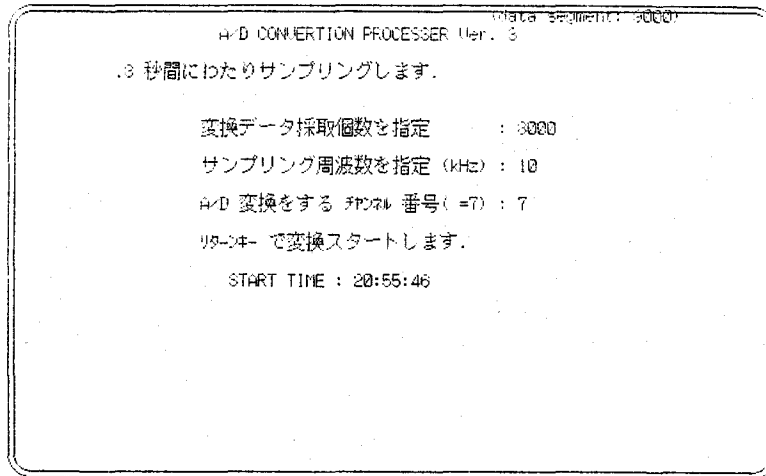 (data segment: 9000)
A/D CONVERTION PROCESSER Ver. 3
.3 秒間にわたりサンプリングします.
変換データ採取個数を指定 : 3000
サンプリング周波数を指定 (kHz) : 10
A/D 変換をする ﾁｬﾝﾈﾙ 番号( =7) : 7
ﾘﾀｰﾝｷｰ で変換スタートします.
START TIME : 20:55:46